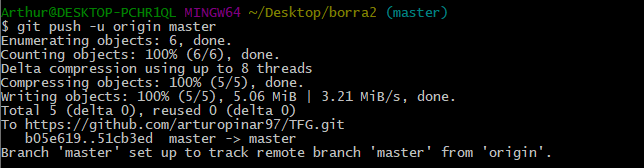 Arthur@DESKTOP-PCHR1QL MINGW64 ~/Desktop/borra2 (master)
$ git push -u origin master
Enumerating objects: 6, done.
Counting objects: 100% (6/6), done.
Delta compression using up to 8 threads
Compressing objects: 100% (5/5), done.
Writing objects: 100% (5/5), 5.06 MiB | 3.21 MiB/s, done.
Total 5 (delta 0), reused 0 (delta 0)
To https://github.com/arturopinar97/TFG.git
   b05e619..51cb3ed  master -> master
Branch 'master' set up to track remote branch 'master' from 'origin'.